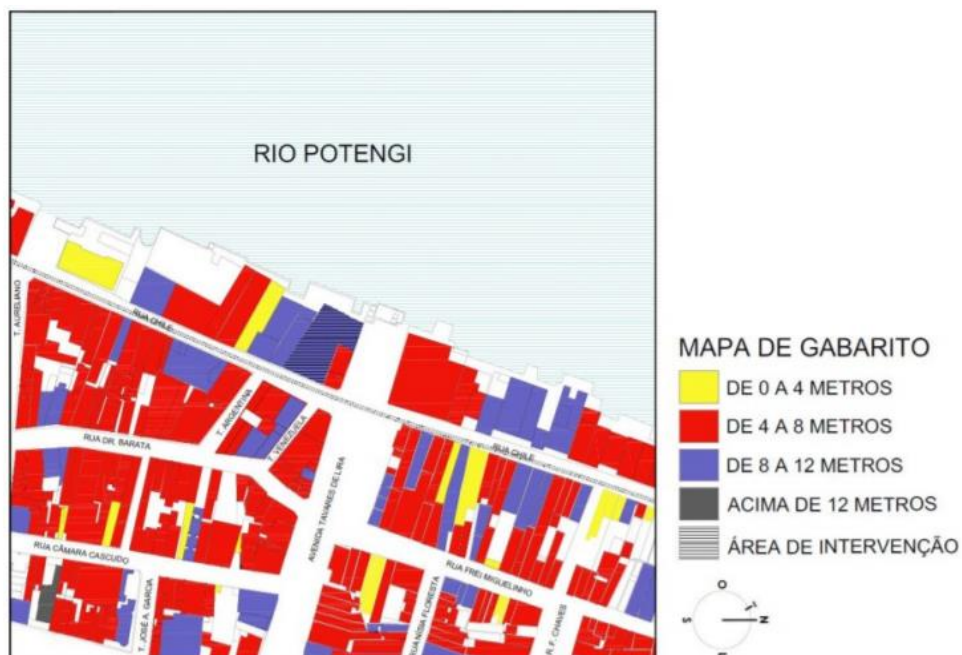 RIO POTENGI
T. AURELIANO
RUA CHILE
T. ARGENTINA
T. VENEZUELA
RUA DR. BARATA
AVENIDA TAVARES DE LIRIA
RUA CHILE
RUA CÂMARA CASCUDO
T. JOSÉ A. GARCIA
RUA FREI MIGUELINHO
RUA NÍSIA FLORESTA
R. F. CHAVES
MAPA DE GABARITO
DE 0 A 4 METROS
DE 4 A 8 METROS
DE 8 A 12 METROS
ACIMA DE 12 METROS
ÁREA DE INTERVENÇÃO
O
S
N